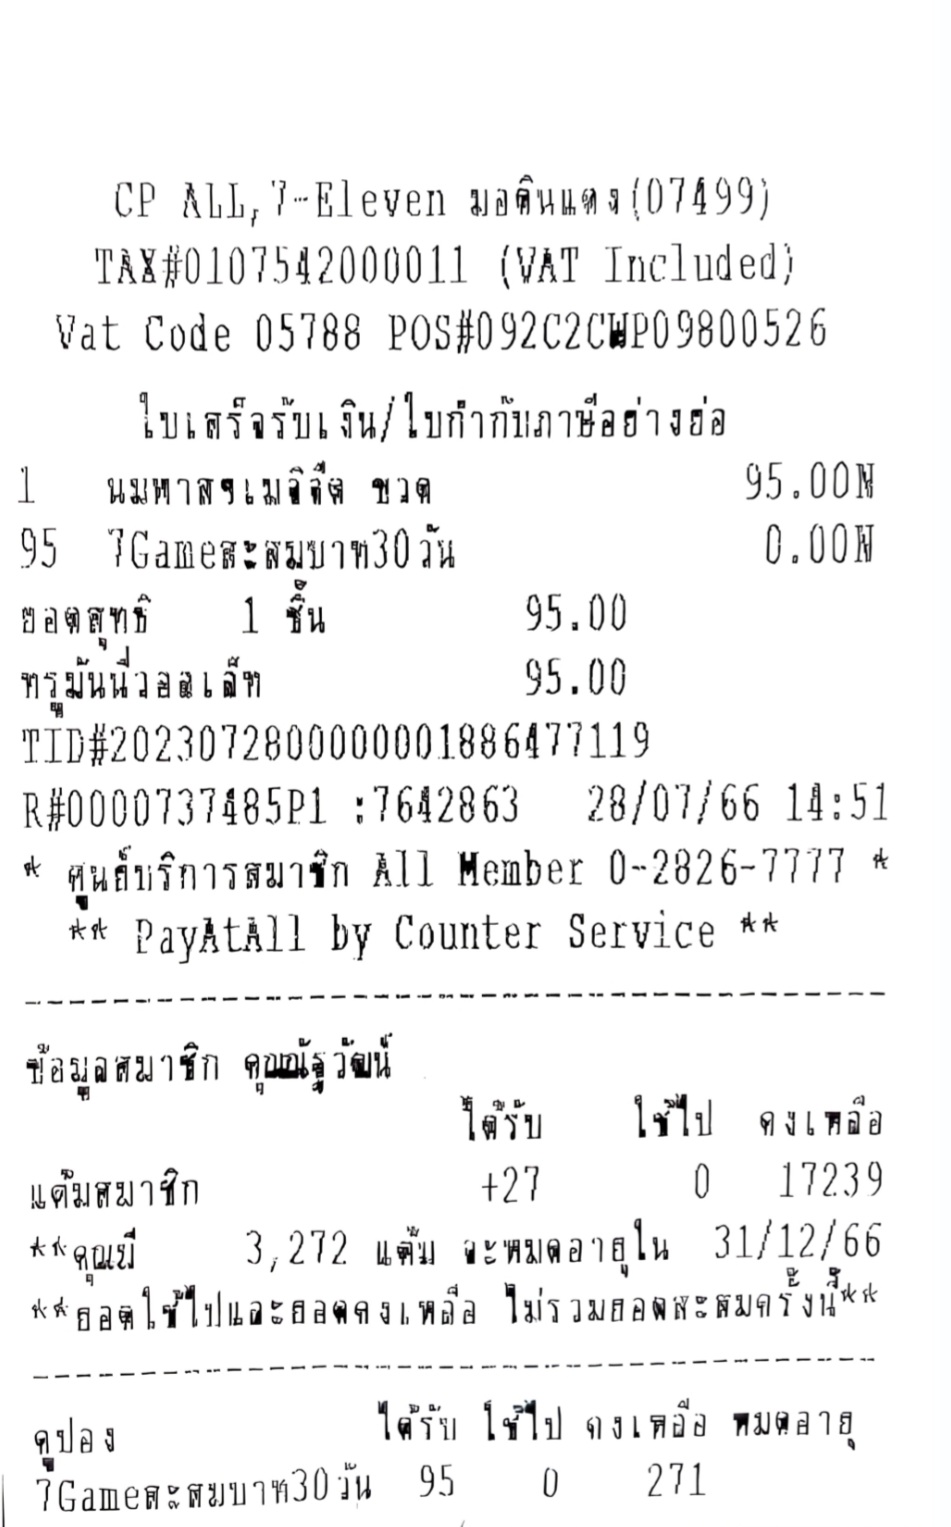 CP ALL,7-Eleven มอดินแดง(07499)
TAX#0107542000011 (VAT Included)
Vat Code 05788 POS#092C2CWP09800526
ใบเสร็จรับเงิน/ใบกำกับภาษีอย่างย่อ
1 นมพาสฯเมจิจืด ขวด 95.00N
95 7Gameสะสมบาท30วัน 0.00N
ยอดสุทธิ 1 ชิ้น 95.00
ทรูมันนี่วอลเล็ท 95.00
TID#20230728000000001886477119
R#0000737485P1 :7642863 28/07/66 14:51
* ศูนย์บริการสมาชิก All Member 0-2826-7777 *
** PayAtAll by Counter Service **
ข้อมูลสมาชิก คุณณัฐวัฒน์
ได้รับ ใช้ไป คงเหลือ
แต้มสมาชิก +27 0 17239
**คุณมี 3,272 แต้ม จะหมดอายุใน 31/12/66
**ยอดใช้ไปและยอดคงเหลือ ไม่รวมยอดสะสมครั้งนี้**
คูปอง ได้รับ ใช้ไป คงเหลือ หมดอายุ
7Gameสะสมบาท30วัน 95 0 271